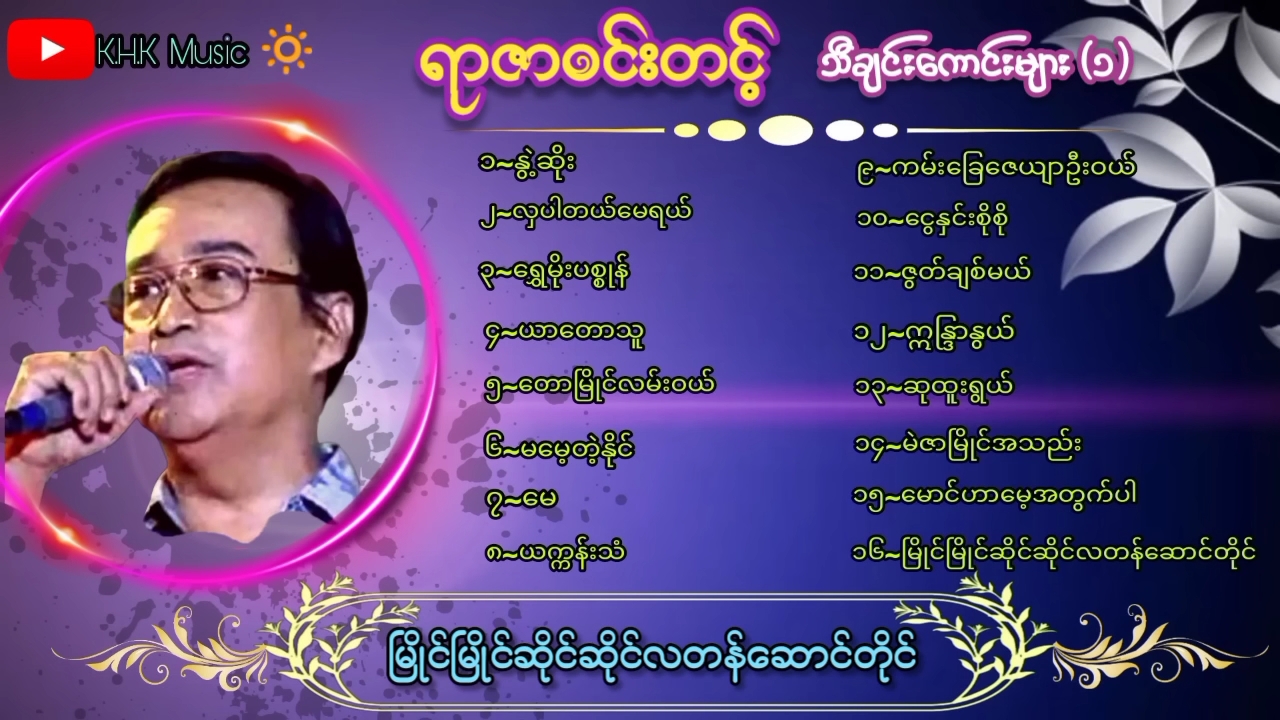 K.H.K Music
ရာဇာစင်းတင့်
သီချင်းကောင်းများ (၁)
၁~နွဲ့ဆိုး
၂~လှပါတယ်မေရယ်
၃~ရွှေမိုးပစ္စုန်
၄~ယာတောသူ
၅~တောမြိုင်လမ်းဝယ်
၆~မမေ့တဲ့နိုင်
၇~မေ
၈~ယက္ကန်းသံ
၉~ကမ်းခြေဇေယျာဦးဝယ်
၁၀~ငွေနှင်းစိုစို
၁၁~ဇွတ်ချစ်မယ်
၁၂~ဣန္ဒြာနွယ်
၁၃~ဆုထူးရွယ်
၁၄~မဲဇာမြိုင်အသည်း
၁၅~မောင်ဟာမေ့အတွက်ပါ
၁၆~မြိုင်မြိုင်ဆိုင်ဆိုင်လတန်ဆောင်တိုင်
မြိုင်မြိုင်ဆိုင်ဆိုင်လတန်ဆောင်တိုင်